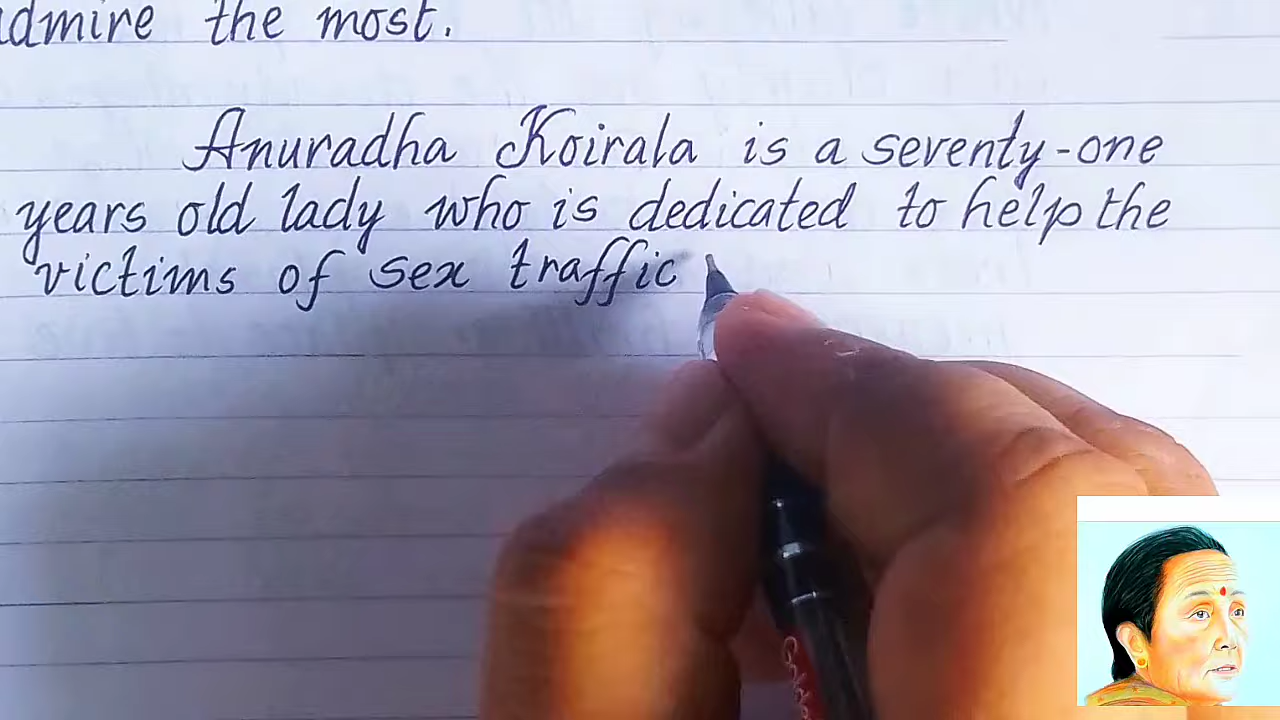 admire the most.
Anuradha Koirala is a seventy-one
years old lady who is dedicated to help the
victims of sex traffic